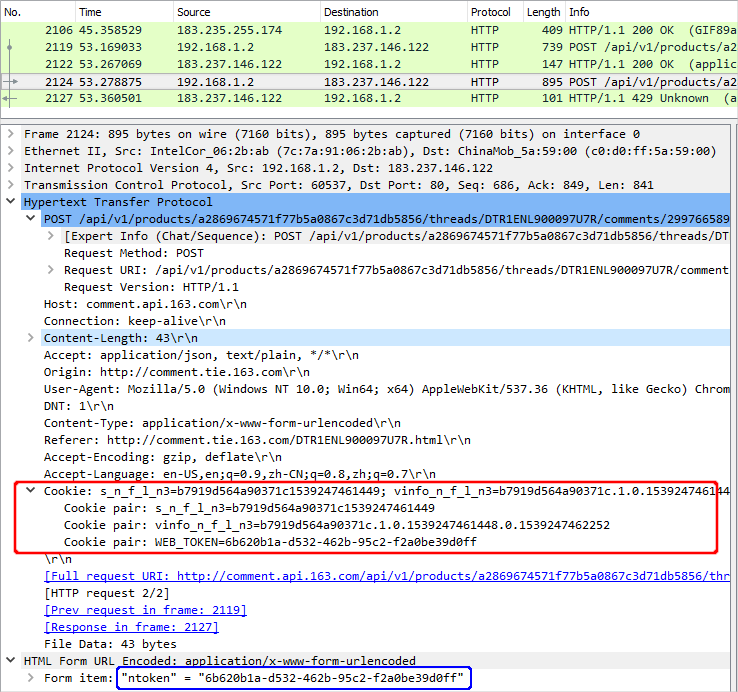 No. Time Source Destination Protocol Length Info
2106 45.358529 183.235.255.174 192.168.1.2 HTTP 409 HTTP/1.1 200 OK (GIF89a
2119 53.169033 192.168.1.2 183.237.146.122 HTTP 739 POST /api/v1/products/a2
2122 53.267069 183.237.146.122 192.168.1.2 HTTP 147 HTTP/1.1 200 OK (applic
2124 53.278875 192.168.1.2 183.237.146.122 HTTP 895 POST /api/v1/products/a2
2127 53.360501 183.237.146.122 192.168.1.2 HTTP 101 HTTP/1.1 429 Unknown (a
Frame 2124: 895 bytes on wire (7160 bits), 895 bytes captured (7160 bits) on interface 0
Ethernet II, Src: IntelCor_06:2b:ab (7c:7a:91:06:2b:ab), Dst: ChinaMob_5a:59:00 (c0:d0:ff:5a:59:00)
Internet Protocol Version 4, Src: 192.168.1.2, Dst: 183.237.146.122
Transmission Control Protocol, Src Port: 60537, Dst Port: 80, Seq: 686, Ack: 849, Len: 841
Hypertext Transfer Protocol
POST /api/v1/products/a2869674571f77b5a0867c3d71db5856/threads/DTR1ENL900097U7R/comments/299766589
[Expert Info (Chat/Sequence): POST /api/v1/products/a2869674571f77b5a0867c3d71db5856/threads/DT
Request Method: POST
Request URI: /api/v1/products/a2869674571f77b5a0867c3d71db5856/threads/DTR1ENL900097U7R/comment
Request Version: HTTP/1.1
Host: comment.api.163.com\r\n
Connection: keep-alive\r\n
Content-Length: 43\r\n
Accept: application/json, text/plain, */*\r\n
Origin: http://comment.tie.163.com\r\n
User-Agent: Mozilla/5.0 (Windows NT 10.0; Win64; x64) AppleWebKit/537.36 (KHTML, like Gecko) Chrom
DNT: 1\r\n
Content-Type: application/x-www-form-urlencoded\r\n
Referer: http://comment.tie.163.com/DTR1ENL900097U7R.html\r\n
Accept-Encoding: gzip, deflate\r\n
Accept-Language: en-US,en;q=0.9,zh-CN;q=0.8,zh;q=0.7\r\n
Cookie: s_n_f_l_n3=b7919d564a90371c1539247461449; vinfo_n_f_l_n3=b7919d564a90371c.1.0.153924746144
Cookie pair: s_n_f_l_n3=b7919d564a90371c1539247461449
Cookie pair: vinfo_n_f_l_n3=b7919d564a90371c.1.0.1539247461448.0.1539247462252
Cookie pair: WEB_TOKEN=6b620b1a-d532-462b-95c2-f2a0be39d0ff
\r\n
[Full request URI: http://comment.api.163.com/api/v1/products/a2869674571f77b5a0867c3d71db5856/thr
[HTTP request 2/2]
[Prev request in frame: 2119]
[Response in frame: 2127]
File Data: 43 bytes
HTML Form URL Encoded: application/x-www-form-urlencoded
Form item: "ntoken" = "6b620b1a-d532-462b-95c2-f2a0be39d0ff"